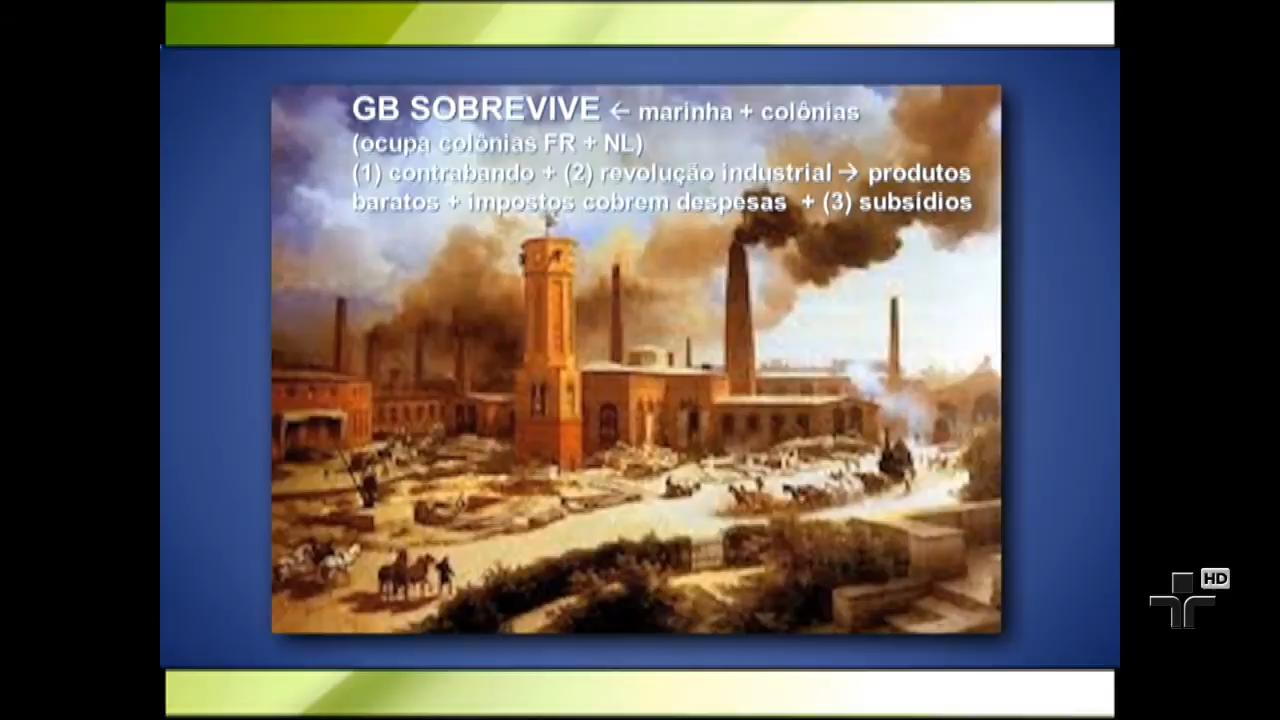 GB SOBREVIVE ← marinha + colônias
(ocupa colônias FR + NL)
(1) contrabando + (2) revolução industrial → produtos
baratos + impostos cobrem despesas + (3) subsídios
HD